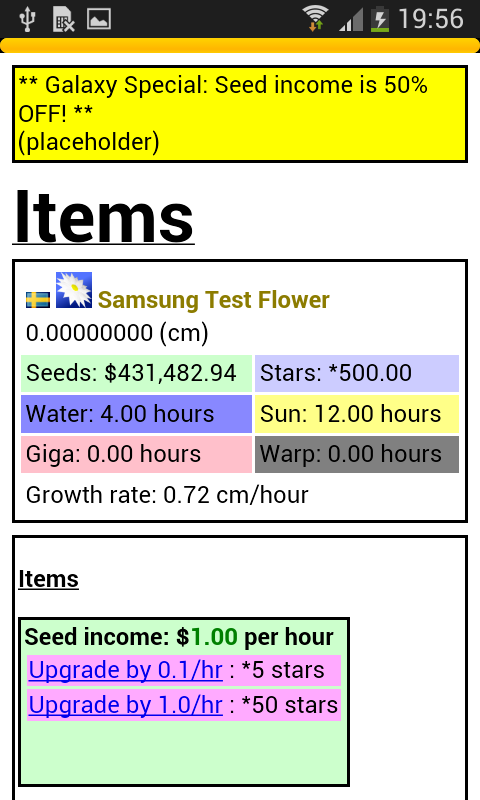 19:56
** Galaxy Special: Seed income is 50%
OFF! **
(placeholder)
Items
Samsung Test Flower
0.00000000 (cm)
Seeds: $431,482.94 Stars: *500.00
Water: 4.00 hours Sun: 12.00 hours
Giga: 0.00 hours Warp: 0.00 hours
Growth rate: 0.72 cm/hour
Items
Seed income: $1.00 per hour
Upgrade by 0.1/hr : *5 stars
Upgrade by 1.0/hr : *50 stars